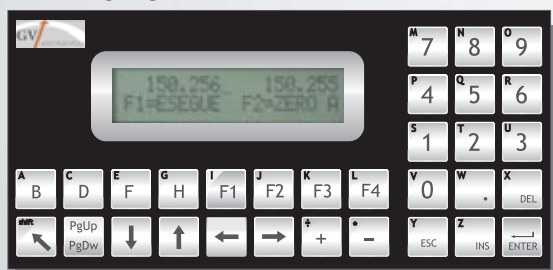 GV
150.256 150.255
F1=ESEGUE F2=ZERO A
M 7 N 8 O 9
P 4 Q 5 R 6
S 1 T 2 U 3
A B C D E F G H I F1 J F2 K F3 L F4 V 0 W . X DEL
shift PgUp PgDw ↓ ↑ ← → ÷ + * - Y ESC Z INS ENTER